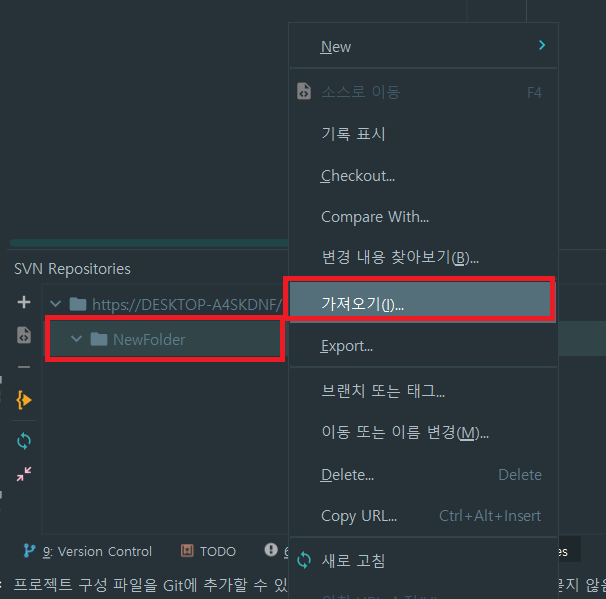 New
소스로 이동 F4
기록 표시
Checkout...
Compare With...
변경 내용 찾아보기(B)...
SVN Repositories
가져오기(I)...
https://DESKTOP-A4SKDNF/
NewFolder
Export...
브랜치 또는 태그...
이동 또는 이름 변경(M)...
Delete... Delete
Copy URL... Ctrl+Alt+Insert
9: Version Control TODO 6
새로 고침
프로젝트 구성 파일을 Git에 추가할 수 있